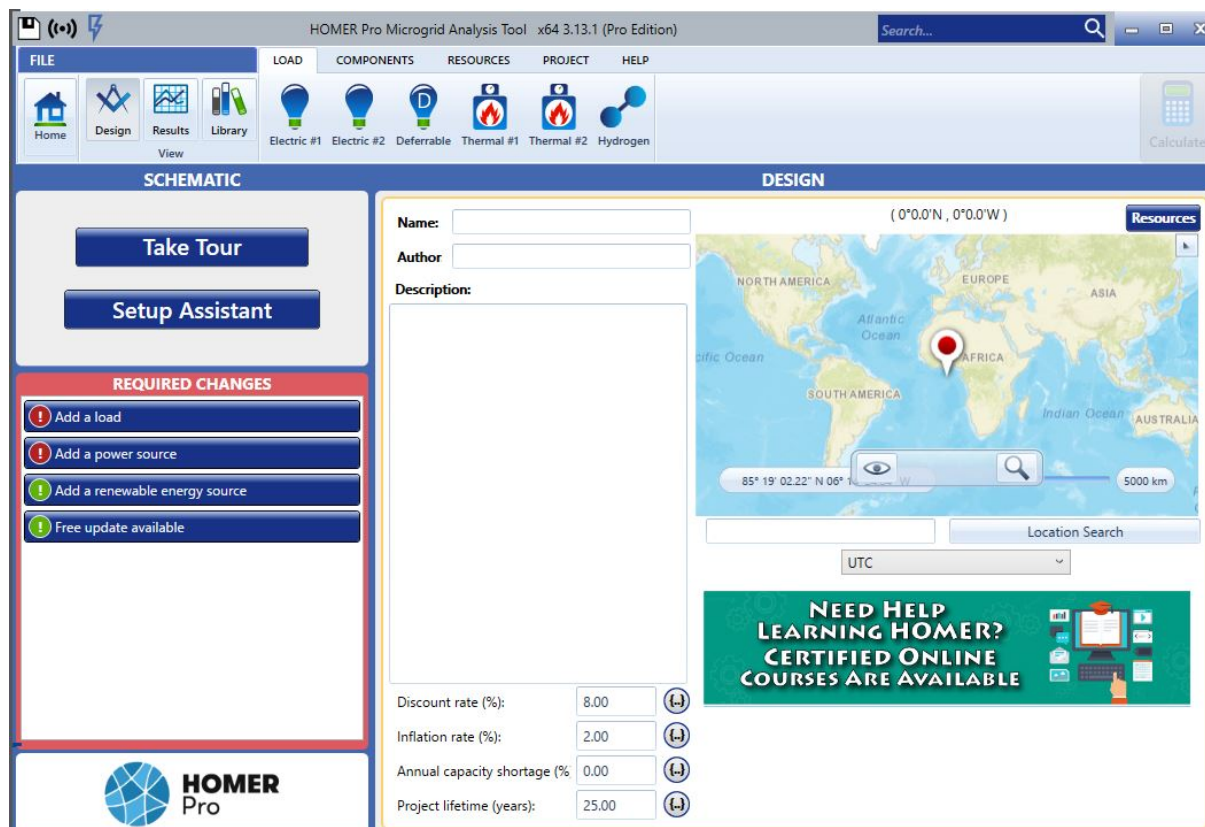 HOMER Pro Microgrid Analysis Tool x64 3.13.1 (Pro Edition)
Search...
FILE
LOAD COMPONENTS RESOURCES PROJECT HELP
Home
Design Results Library
View
Electric #1 Electric #2 Deferrable Thermal #1 Thermal #2 Hydrogen
D
Calculate
SCHEMATIC
Take Tour
Setup Assistant
REQUIRED CHANGES
Add a load
Add a power source
Add a renewable energy source
Free update available
HOMER
Pro
DESIGN
Name:
Author
Description:
Discount rate (%): 8.00 {..}
Inflation rate (%): 2.00 {..}
Annual capacity shortage (% 0.00 {..}
Project lifetime (years): 25.00 {..}
( 0°0.0'N , 0°0.0'W )
Resources
NORTH AMERICA
EUROPE
ASIA
Atlantic
Ocean
cific Ocean
AFRICA
SOUTH AMERICA
Indian Ocean
AUSTRALIA
85° 19' 02.22" N 06° W
5000 km
Location Search
UTC
NEED HELP
LEARNING HOMER?
CERTIFIED ONLINE
COURSES ARE AVAILABLE